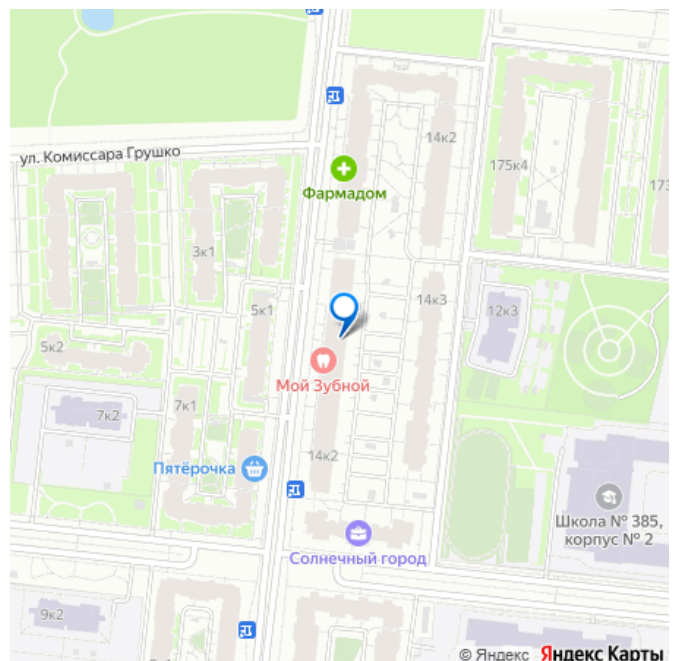 14к2
ул. Комиссара Грушко
175к4
173
Фармадом
3к1
14к3
5к1
12к3
5к2
Мой Зубной
7к1
7к2
14к2
Пятёрочка
Школа № 385,
корпус № 2
Солнечный город
9к2
© Яндекс Яндекс Карты